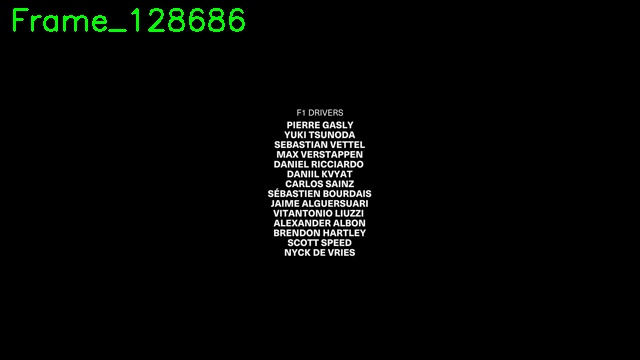 Frame_128686
F1 DRIVERS
PIERRE GASLY
YUKI TSUNODA
SEBASTIAN VETTEL
MAX VERSTAPPEN
DANIEL RICCIARDO
DANIIL KVYAT
CARLOS SAINZ
SÉBASTIEN BOURDAIS
JAIME ALGUERSUARI
VITANTONIO LIUZZI
ALEXANDER ALBON
BRENDON HARTLEY
SCOTT SPEED
NYCK DE VRIES